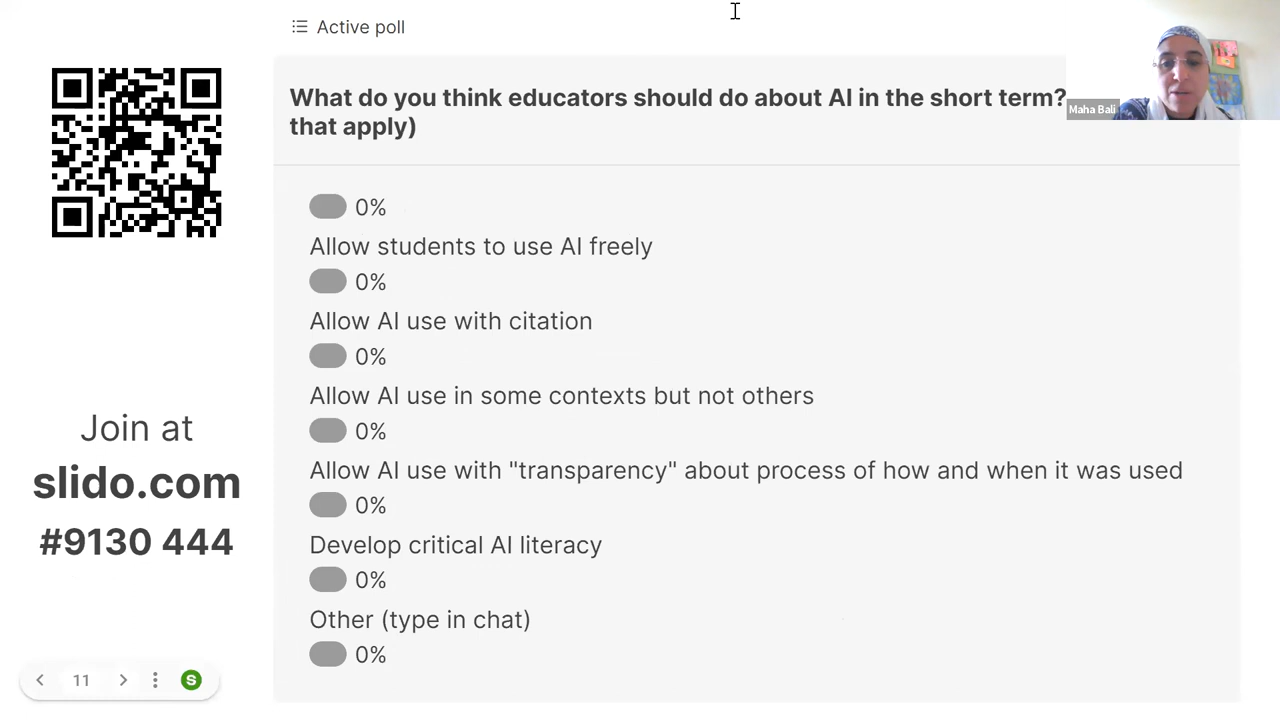 Active poll
What do you think educators should do about AI in the short term?
that apply)
Maha Bali
0%
Allow students to use AI freely
0%
Allow AI use with citation
0%
Allow AI use in some contexts but not others
0%
Allow AI use with "transparency" about process of how and when it was used
0%
Develop critical AI literacy
0%
Other (type in chat)
0%
Join at
slido.com
#9130 444
11
S